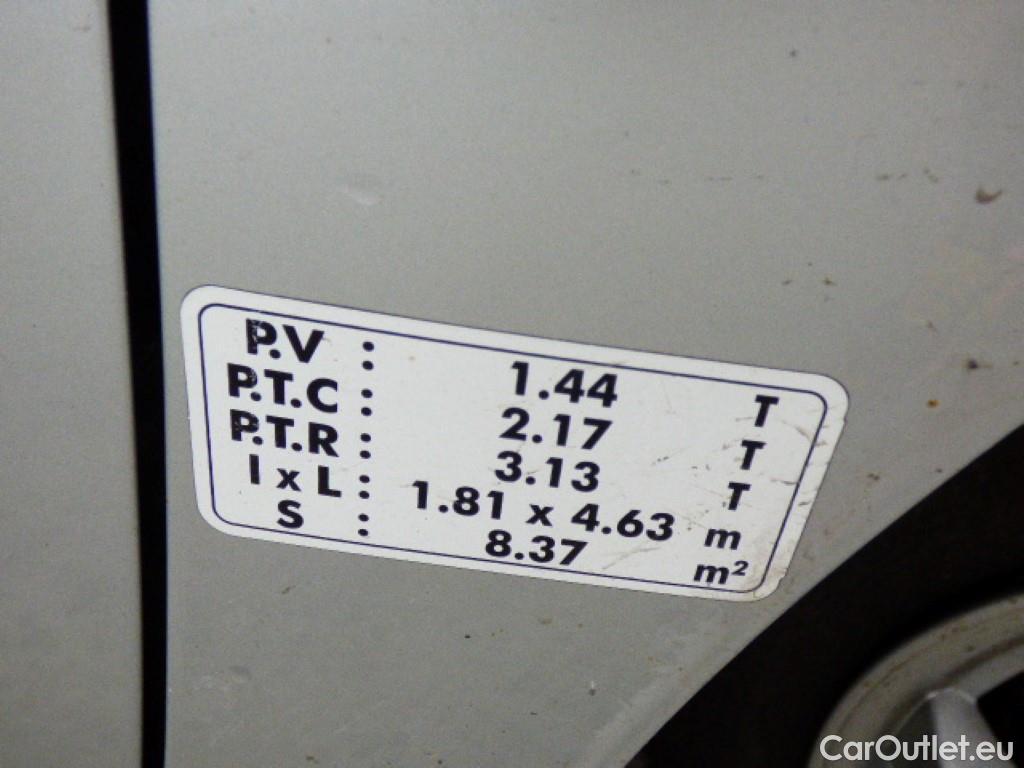 P.V : 1.44 T
P.T.C : 2.17 T
P.T.R : 3.13 T
l x L : 1.81 x 4.63 m
S : 8.37 m²
CarOutlet.eu